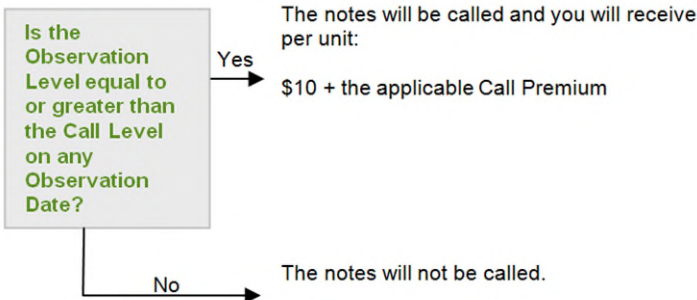 Is the
Observation
Level equal to
or greater than
the Call Level
on any
Observation
Date?
Yes
The notes will be called and you will receive
per unit:
$10 + the applicable Call Premium
No
The notes will not be called.